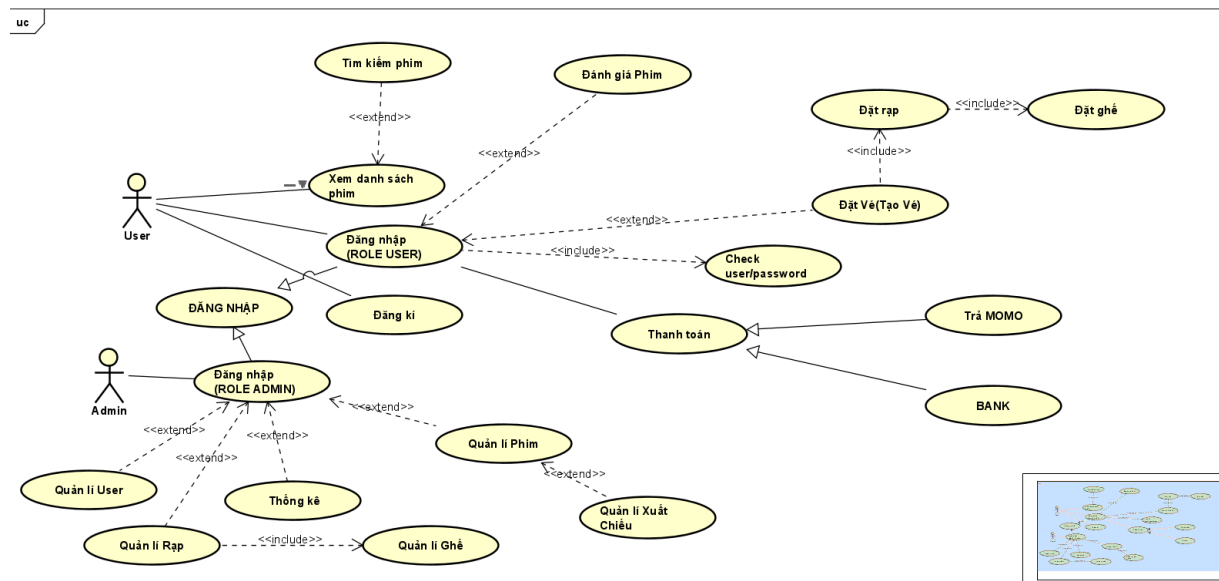 uc
Tìm kiếm phim
Đánh giá Phim
<<extend>>
Đặt rạp
<<include>>
Đặt ghế
<<extend>>
<<include>>
Xem danh sách
phim
User
Đặt Vé(Tạo Vé)
<<extend>>
Đăng nhập
(ROLE USER)
<<include>>
Check
user/password
ĐĂNG NHẬP
Đăng kí
Trả MOMO
Thanh toán
Admin
Đăng nhập
(ROLE ADMIN)
BANK
<<extend>>
<<extend>>
<<extend>>
Quản lí Phim
<<extend>>
<<extend>>
Quản lí User
Thống kê
Quản lí Xuất
Chiếu
Quản lí Rạp
<<include>>
Quản lí Ghế